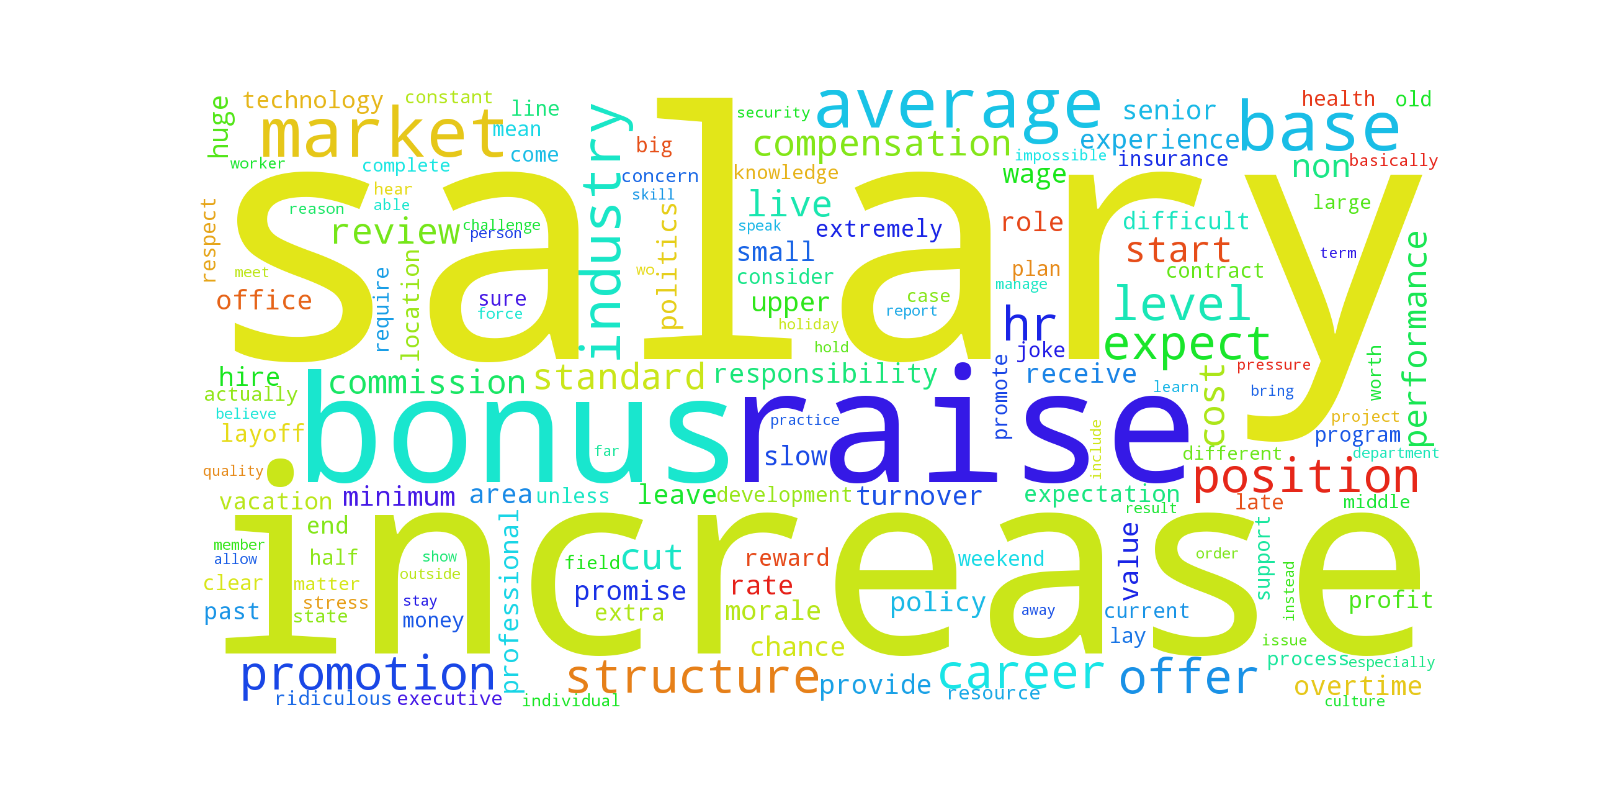 salary
increase
bonus
raise
market
average
base
industry
compensation
technology
constant
line
mean
come
huge
worker
complete
hear
able
reason
respect
review
challenge
person
meet
office
require
location
sure
force
big
concern
skill
politics
wo
security
knowledge
live
speak
small
consider
upper
holiday
hold
extremely
case
report
senior
experience
impossible
insurance
wage
role
plan
manage
hr
joke
health
old
non
basically
large
difficult
start
contract
term
level
expect
performance
hire
actually
believe
layoff
quality
commission
standard
responsibility
promote
receive
learn
cost
pressure
bring
worth
project
program
department
different
position
practice
slow
far
include
vacation
minimum
area
unless
leave
development
turnover
expectation
result
late
middle
end
member
allow
half
show
clear
matter
outside
stress
stay
past
state
money
professional
field
cut
promise
extra
reward
rate
morale
chance
weekend
policy
away
value
current
lay
order
support
instead
profit
issue
process
especially
promotion
ridiculous
executive
structure
individual
provide
career
resource
offer
overtime
culture